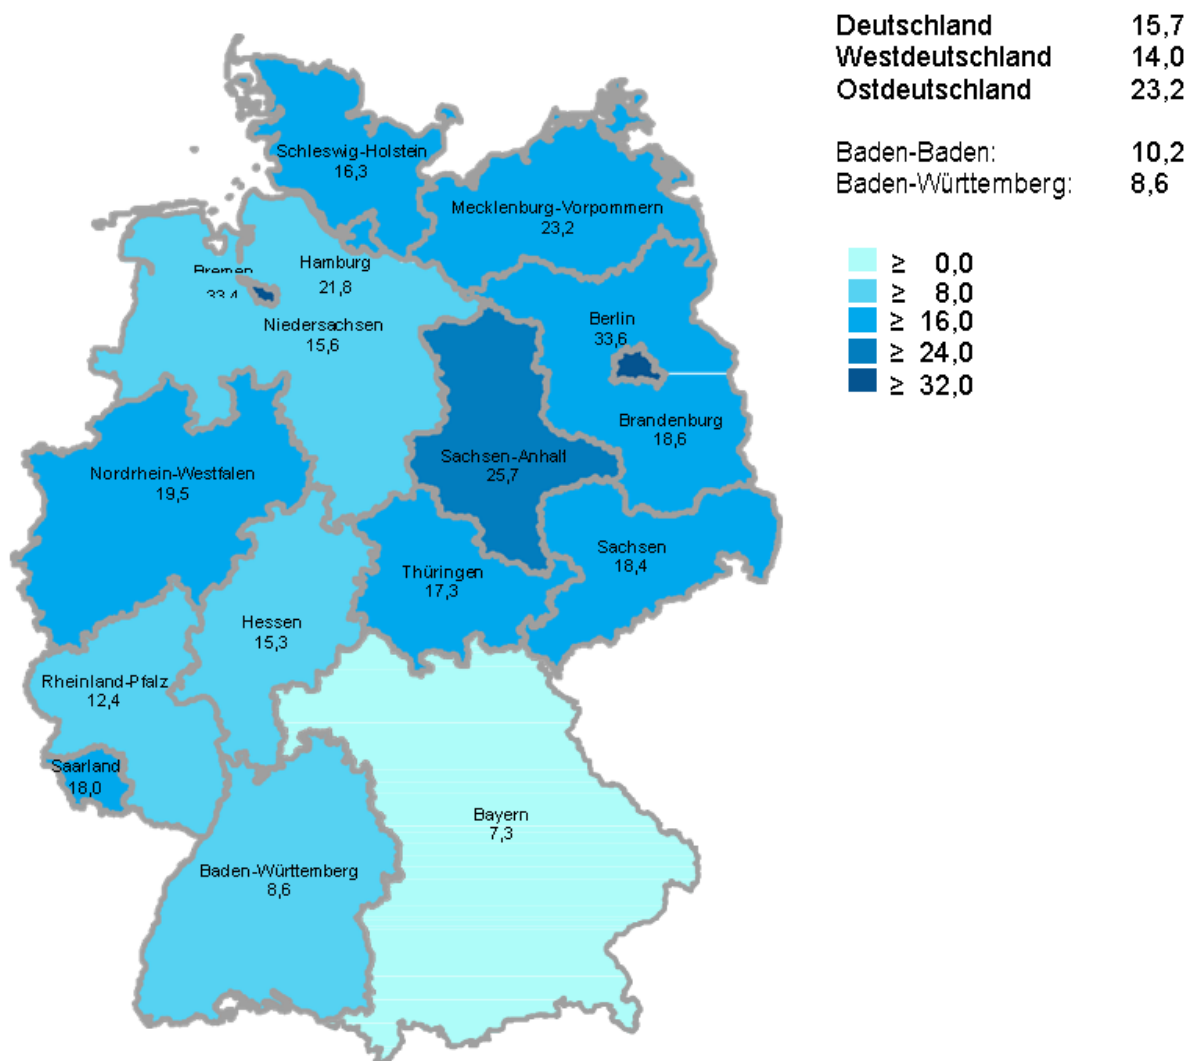 Deutschland 15,7
Westdeutschland 14,0
Ostdeutschland 23,2
Baden-Baden: 10,2
Baden-Württemberg: 8,6
≥ 0,0
≥ 8,0
≥ 16,0
≥ 24,0
≥ 32,0
Schleswig-Holstein
16,3
Mecklenburg-Vorpommern
23,2
Hamburg
21,8
Bremen
33,4
Niedersachsen
15,6
Berlin
33,6
Brandenburg
18,6
Sachsen-Anhalt
25,7
Nordrhein-Westfalen
19,5
Sachsen
18,4
Thüringen
17,3
Hessen
15,3
Rheinland-Pfalz
12,4
Saarland
18,0
Bayern
7,3
Baden-Württemberg
8,6